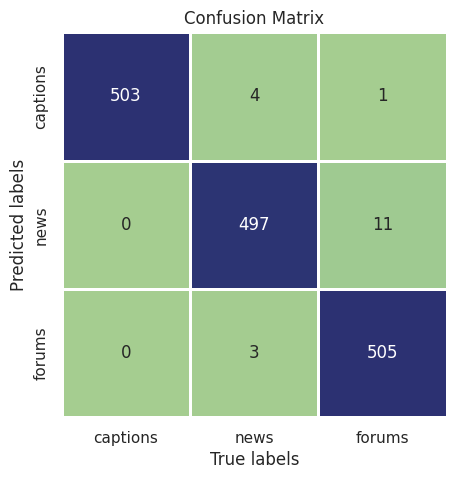 Confusion Matrix
Predicted labels
captions
503
4
1
news
0
497
11
forums
0
3
505
captions
news
forums
True labels